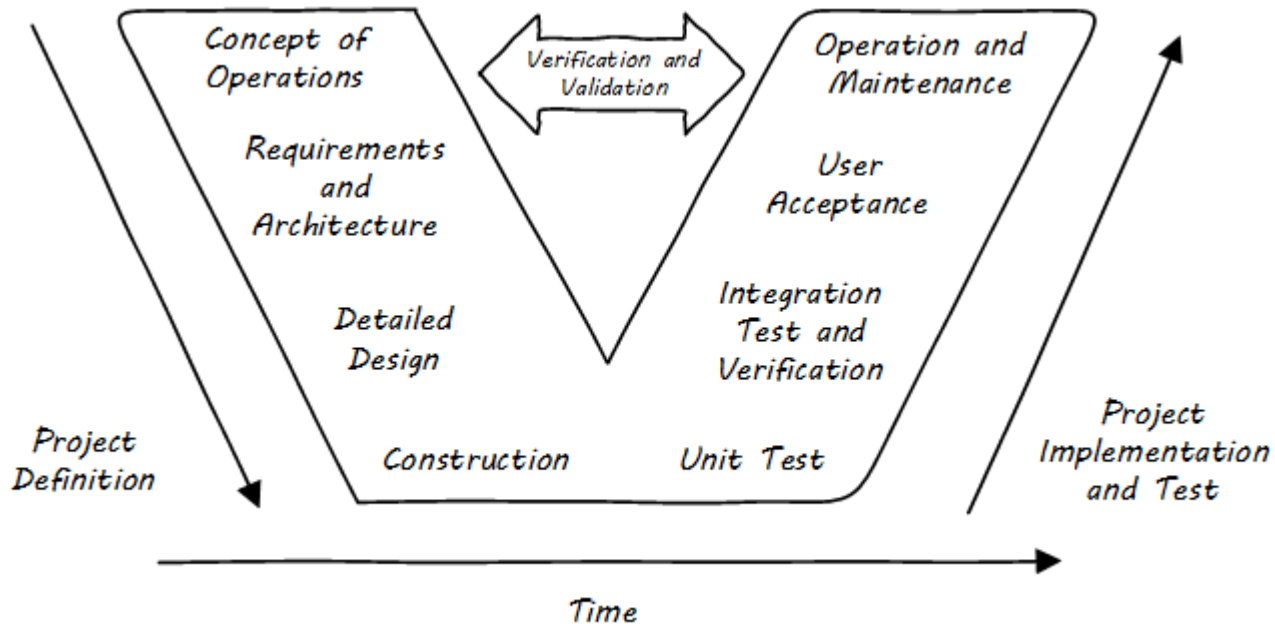 Concept of
Operations
Verification and
Validation
Operation and
Maintenance
Requirements
and
Architecture
User
Acceptance
Detailed
Design
Integration
Test and
Verification
Project
Definition
Construction
Unit Test
Project
Implementation
and Test
Time